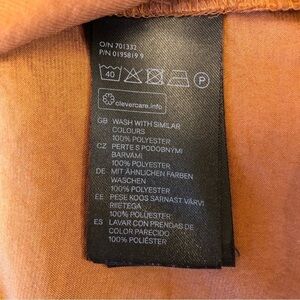 O/N 701332
P/N 0195819.9
40 P
clevercare.info
GB WASH WITH SIMILAR
COLOURS
100% POLYESTER
CZ PERTE S PODOBNÝMI
BARVAMI
100% POLYESTER
DE MIT ÄHNLICHEN FARBEN
WASCHEN
100% POLYESTER
EE PESE KOOS SARNAST VÄRVI
RIIETEGA
100% POLÜESTER
ES LAVAR CON PRENDAS DE
COLOR PARECIDO
100% POLIÉSTER